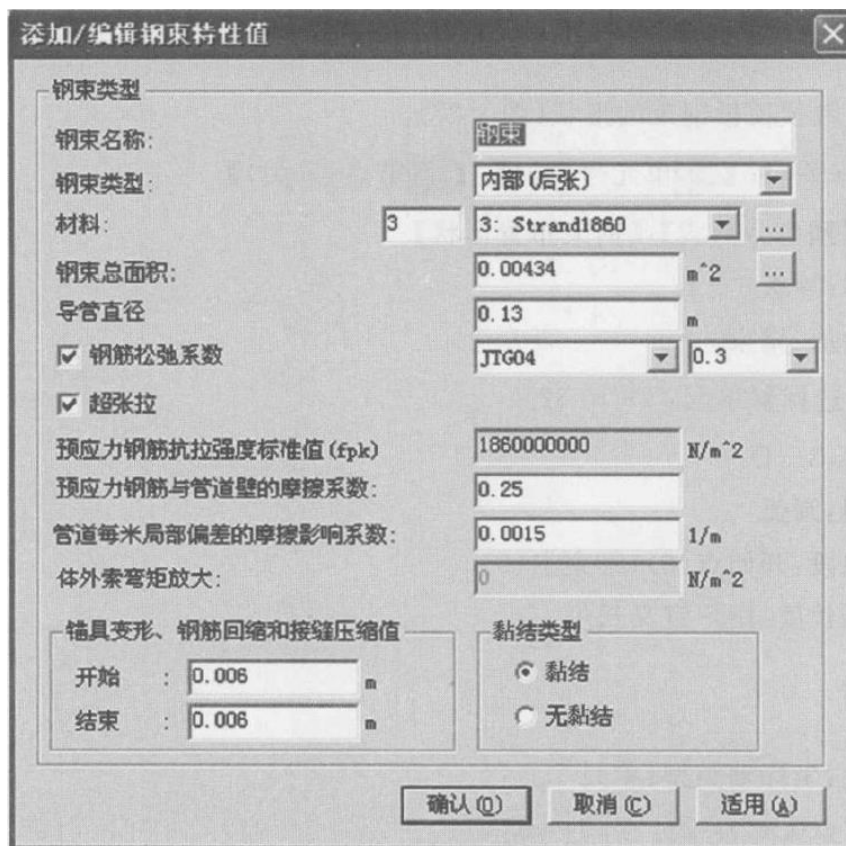 添加/编辑钢束特性值
钢束类型
钢束名称: 钢束
钢束类型: 内部(后张)
材料: 3 3: Strand1860 ...
钢束总面积: 0.00434 m^2 ...
导管直径 0.13 m
钢筋松弛系数 JTG04 0.3
超张拉
预应力钢筋抗拉强度标准值(fpk) 1860000000 N/m^2
预应力钢筋与管道壁的摩擦系数: 0.25
管道每米局部偏差的摩擦影响系数: 0.0015 1/m
体外索弯矩放大: 0 N/m^2
锚具变形、钢筋回缩和接缝压缩值
开始 : 0.006 m
结束 : 0.006 m
黏结类型
黏结
无黏结
确认(O) 取消(C) 适用(A)